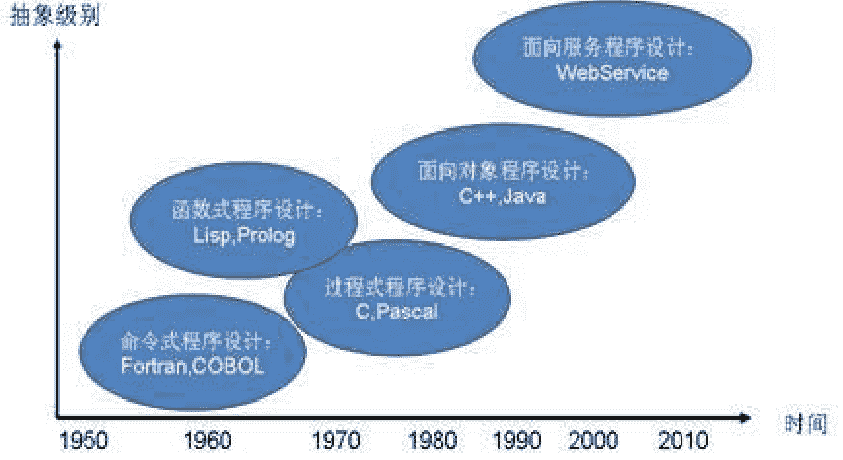 抽象级别
面向服务程序设计：
WebService
面向对象程序设计：
C++,Java
函数式程序设计：
Lisp,Prolog
过程式程序设计：
C,Pascal
命令式程序设计：
Fortran,COBOL
时间
1950 1960 1970 1980 1990 2000 2010